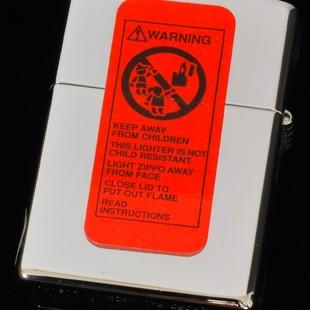 WARNING
KEEP AWAY
FROM CHILDREN
THIS LIGHTER IS NOT
CHILD RESISTANT
LIGHT ZIPPO AWAY
FROM FACE
CLOSE LID TO
PUT OUT FLAME
READ
INSTRUCTIONS